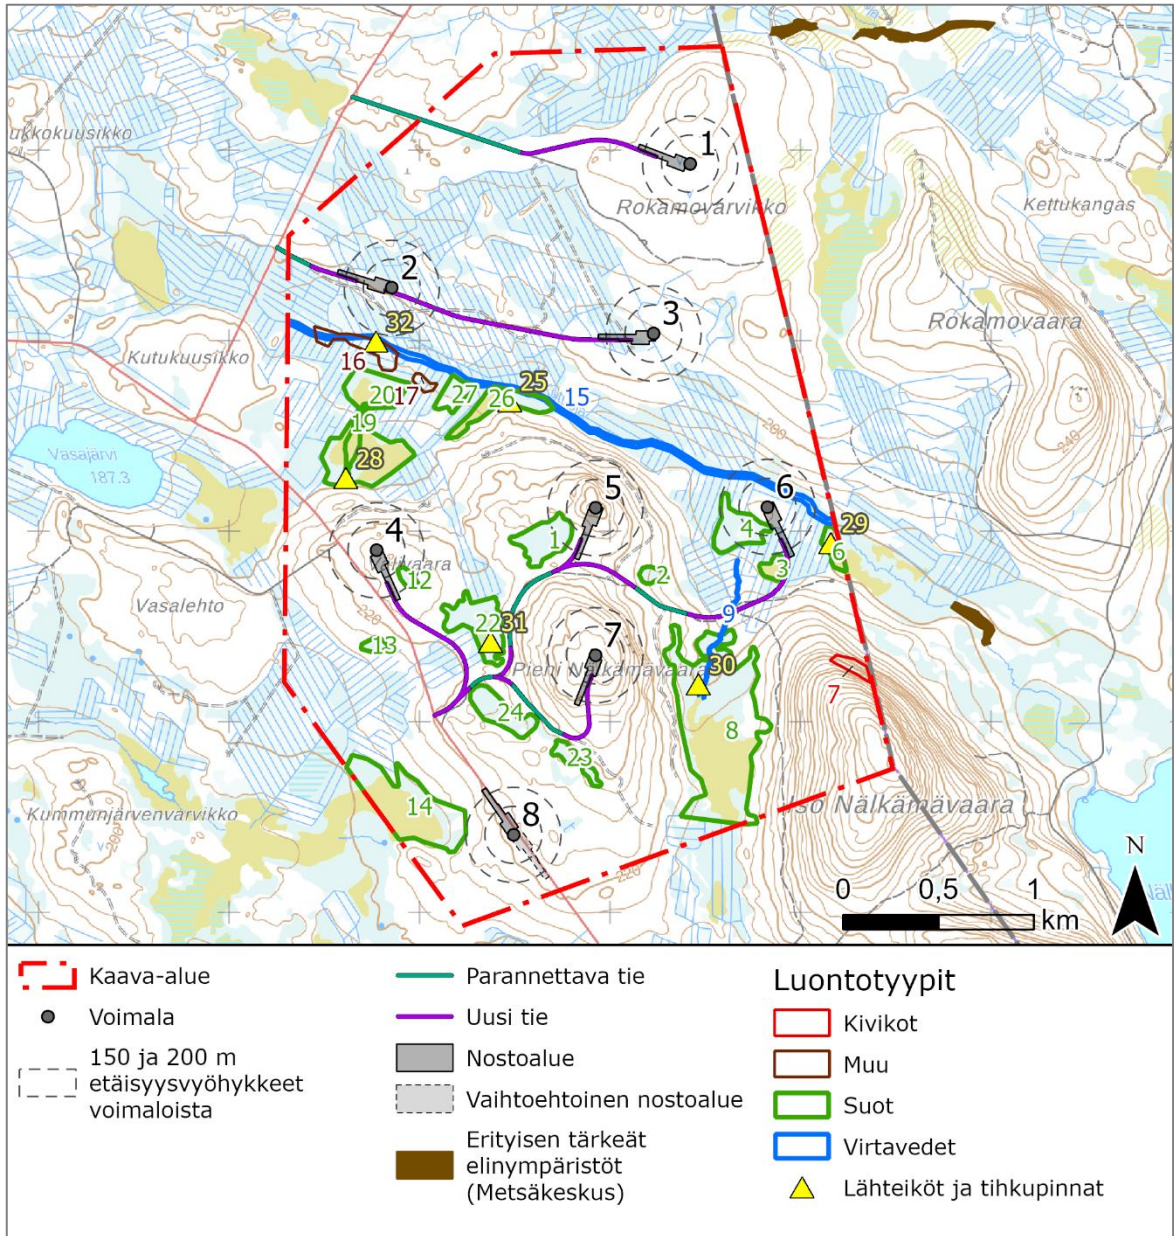 1
ukkokuusikko
Rokamovarvikko
Kettukangas
2
32
3
Rokamovaara
Kutukuusikko
16
20
17
27
26
25
15
200
240
19
Vasajärvi
187.3
28
5
6
4
1
4
29
6
3
12
2
Vasalehto
220
9
13
22
31
7
Pieni Nälkämävaara
30
7
24
8
23
14
8
Iso Nälkämävaara
Kummunjärvenvarvikko
220
N
0 0,5 1
km
Kaava-alue
Voimala
150 ja 200 m
etäisyysvyöhykkeet
voimaloista
Parannettava tie
Uusi tie
Nostoalue
Vaihtoehtoinen nostoalue
Erityisen tärkeät
elinympäristöt
(Metsäkeskus)
Luontotyypit
Kivikot
Muu
Suot
Virtavedet
Lähteiköt ja tihkupinnat